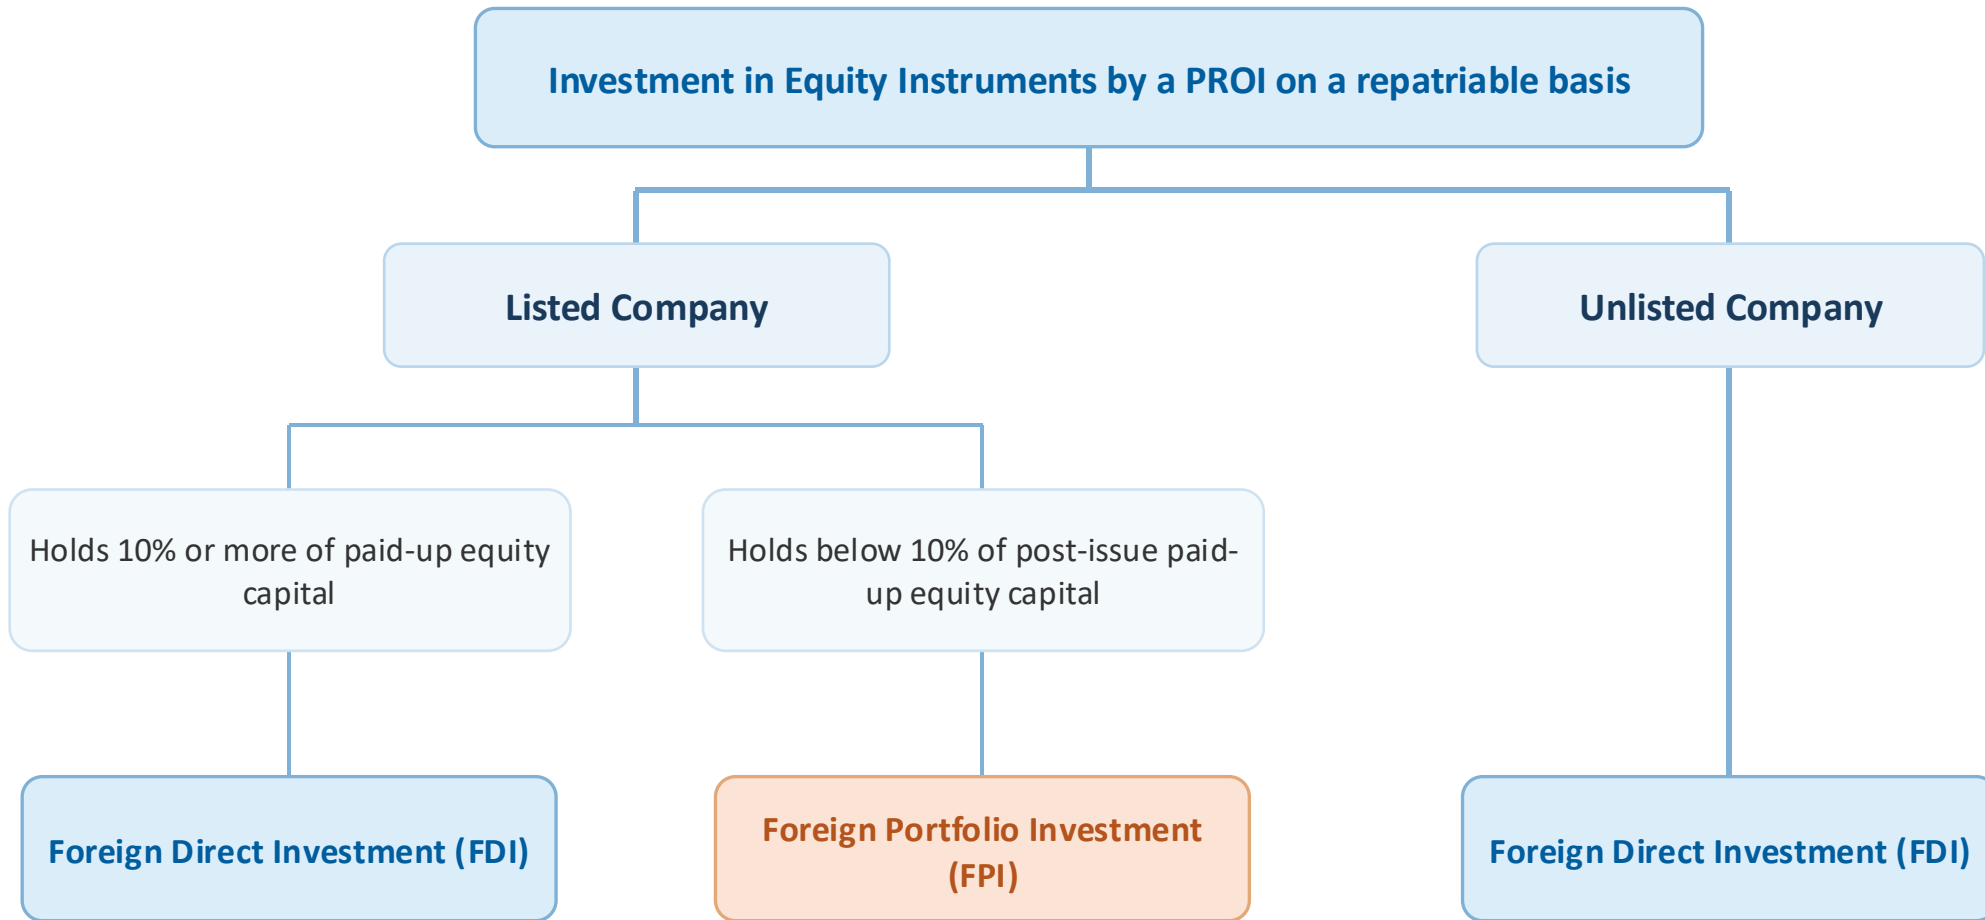 Investment in Equity Instruments by a PROI on a repatriable basis
Listed Company
Unlisted Company
Holds 10% or more of paid-up equity
capital
Holds below 10% of post-issue paid-
up equity capital
Foreign Direct Investment (FDI)
Foreign Portfolio Investment
(FPI)
Foreign Direct Investment (FDI)